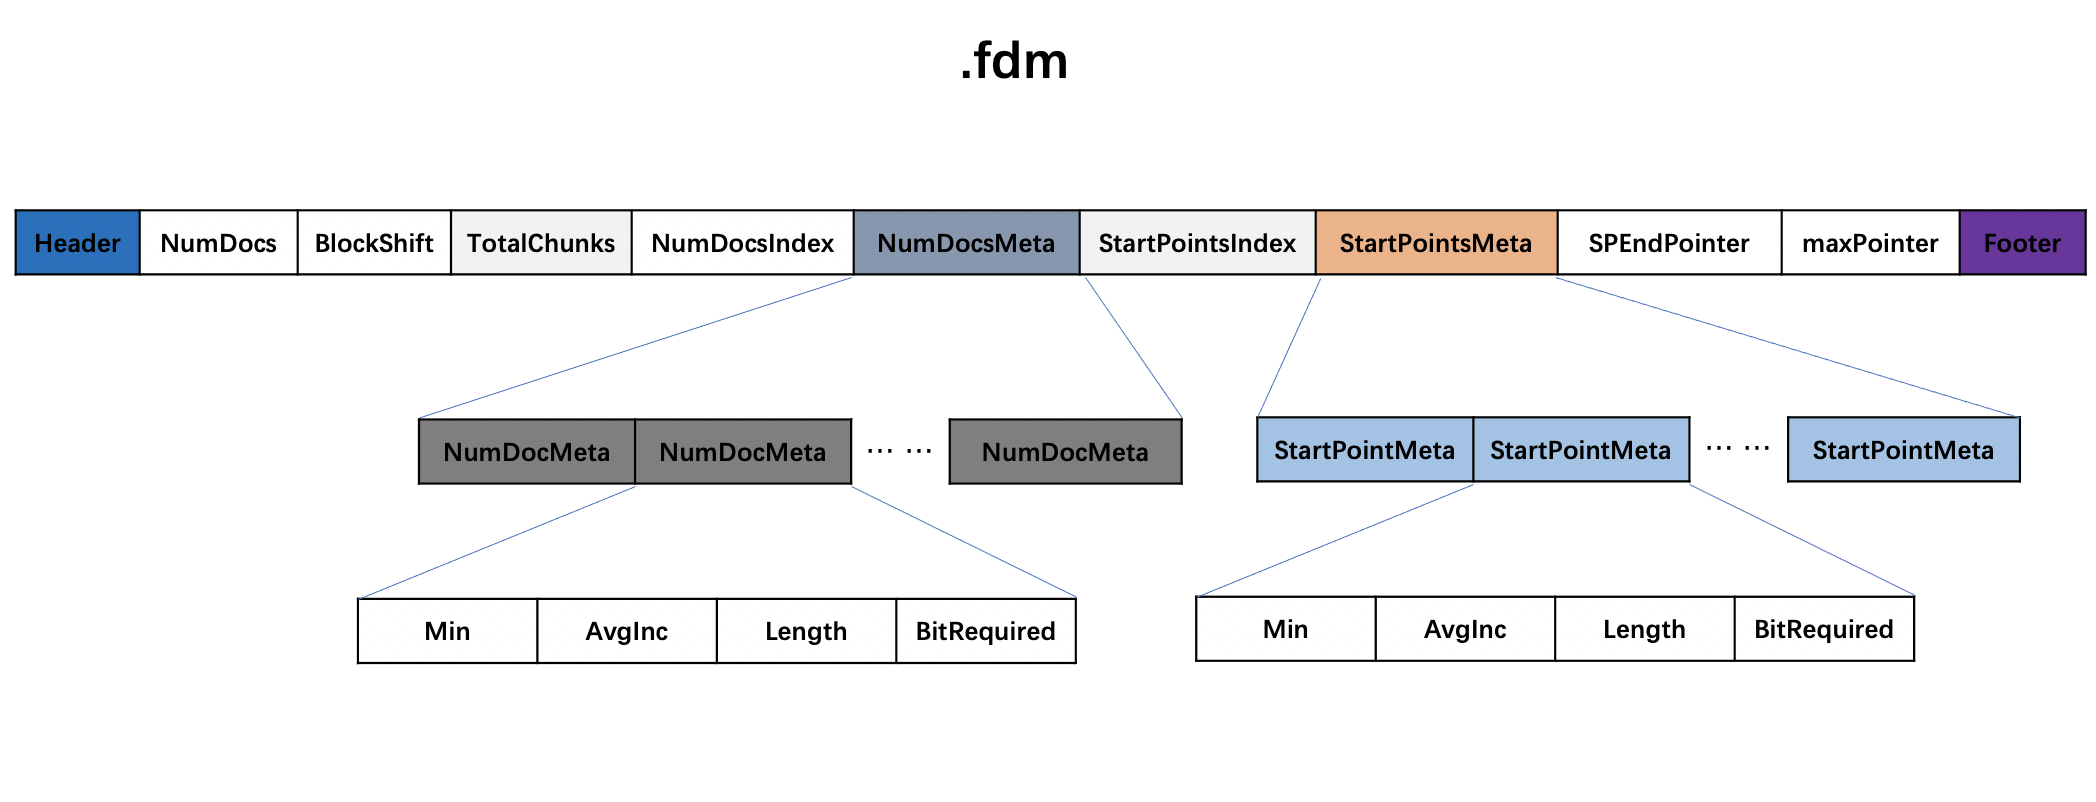 .fdm
Header NumDocs BlockShift TotalChunks NumDocsIndex NumDocsMeta StartPointsIndex StartPointsMeta SPEndPointer maxPointer Footer
NumDocMeta NumDocMeta ... ... NumDocMeta StartPointMeta StartPointMeta ... ... StartPointMeta
Min AvgInc Length BitRequired Min AvgInc Length BitRequired